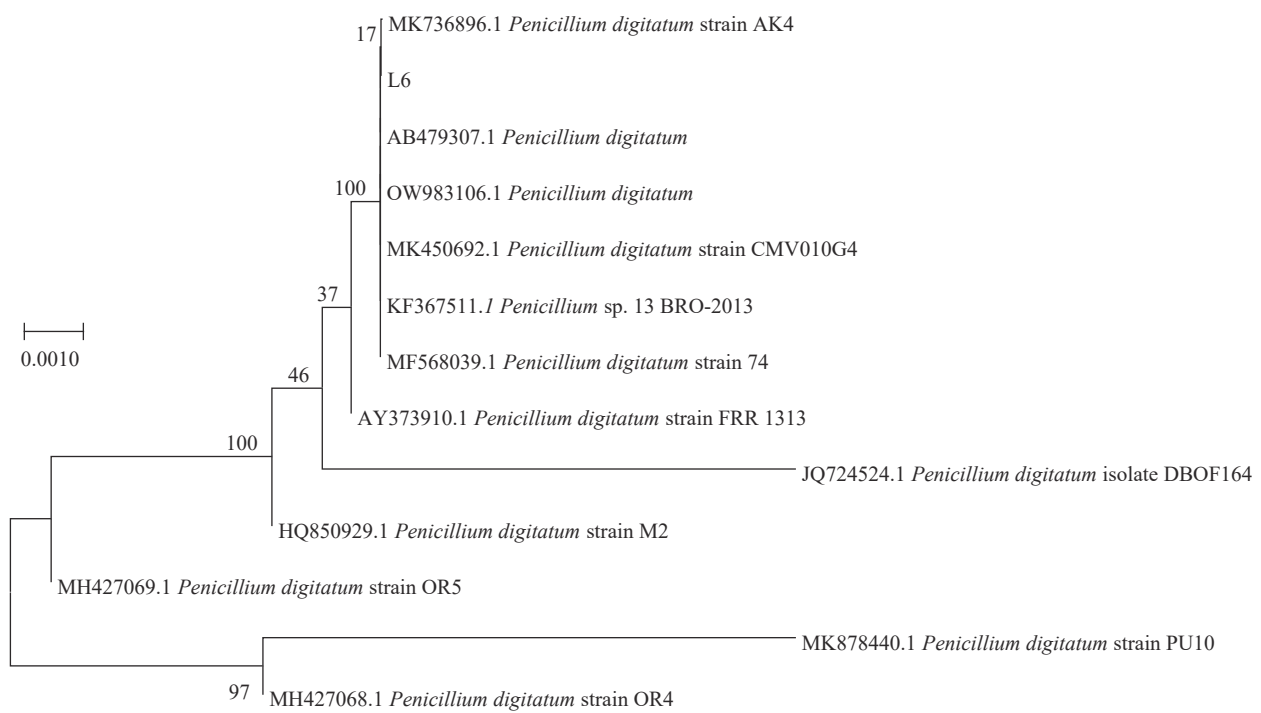 MK736896.1 Penicillium digitatum strain AK4
17
L6
AB479307.1 Penicillium digitatum
100
OW983106.1 Penicillium digitatum
MK450692.1 Penicillium digitatum strain CMV010G4
37
KF367511.1 Penicillium sp. 13 BRO-2013
0.0010
MF568039.1 Penicillium digitatum strain 74
46
AY373910.1 Penicillium digitatum strain FRR 1313
100
JQ724524.1 Penicillium digitatum isolate DBOF164
HQ850929.1 Penicillium digitatum strain M2
MH427069.1 Penicillium digitatum strain OR5
MK878440.1 Penicillium digitatum strain PU10
97
MH427068.1 Penicillium digitatum strain OR4